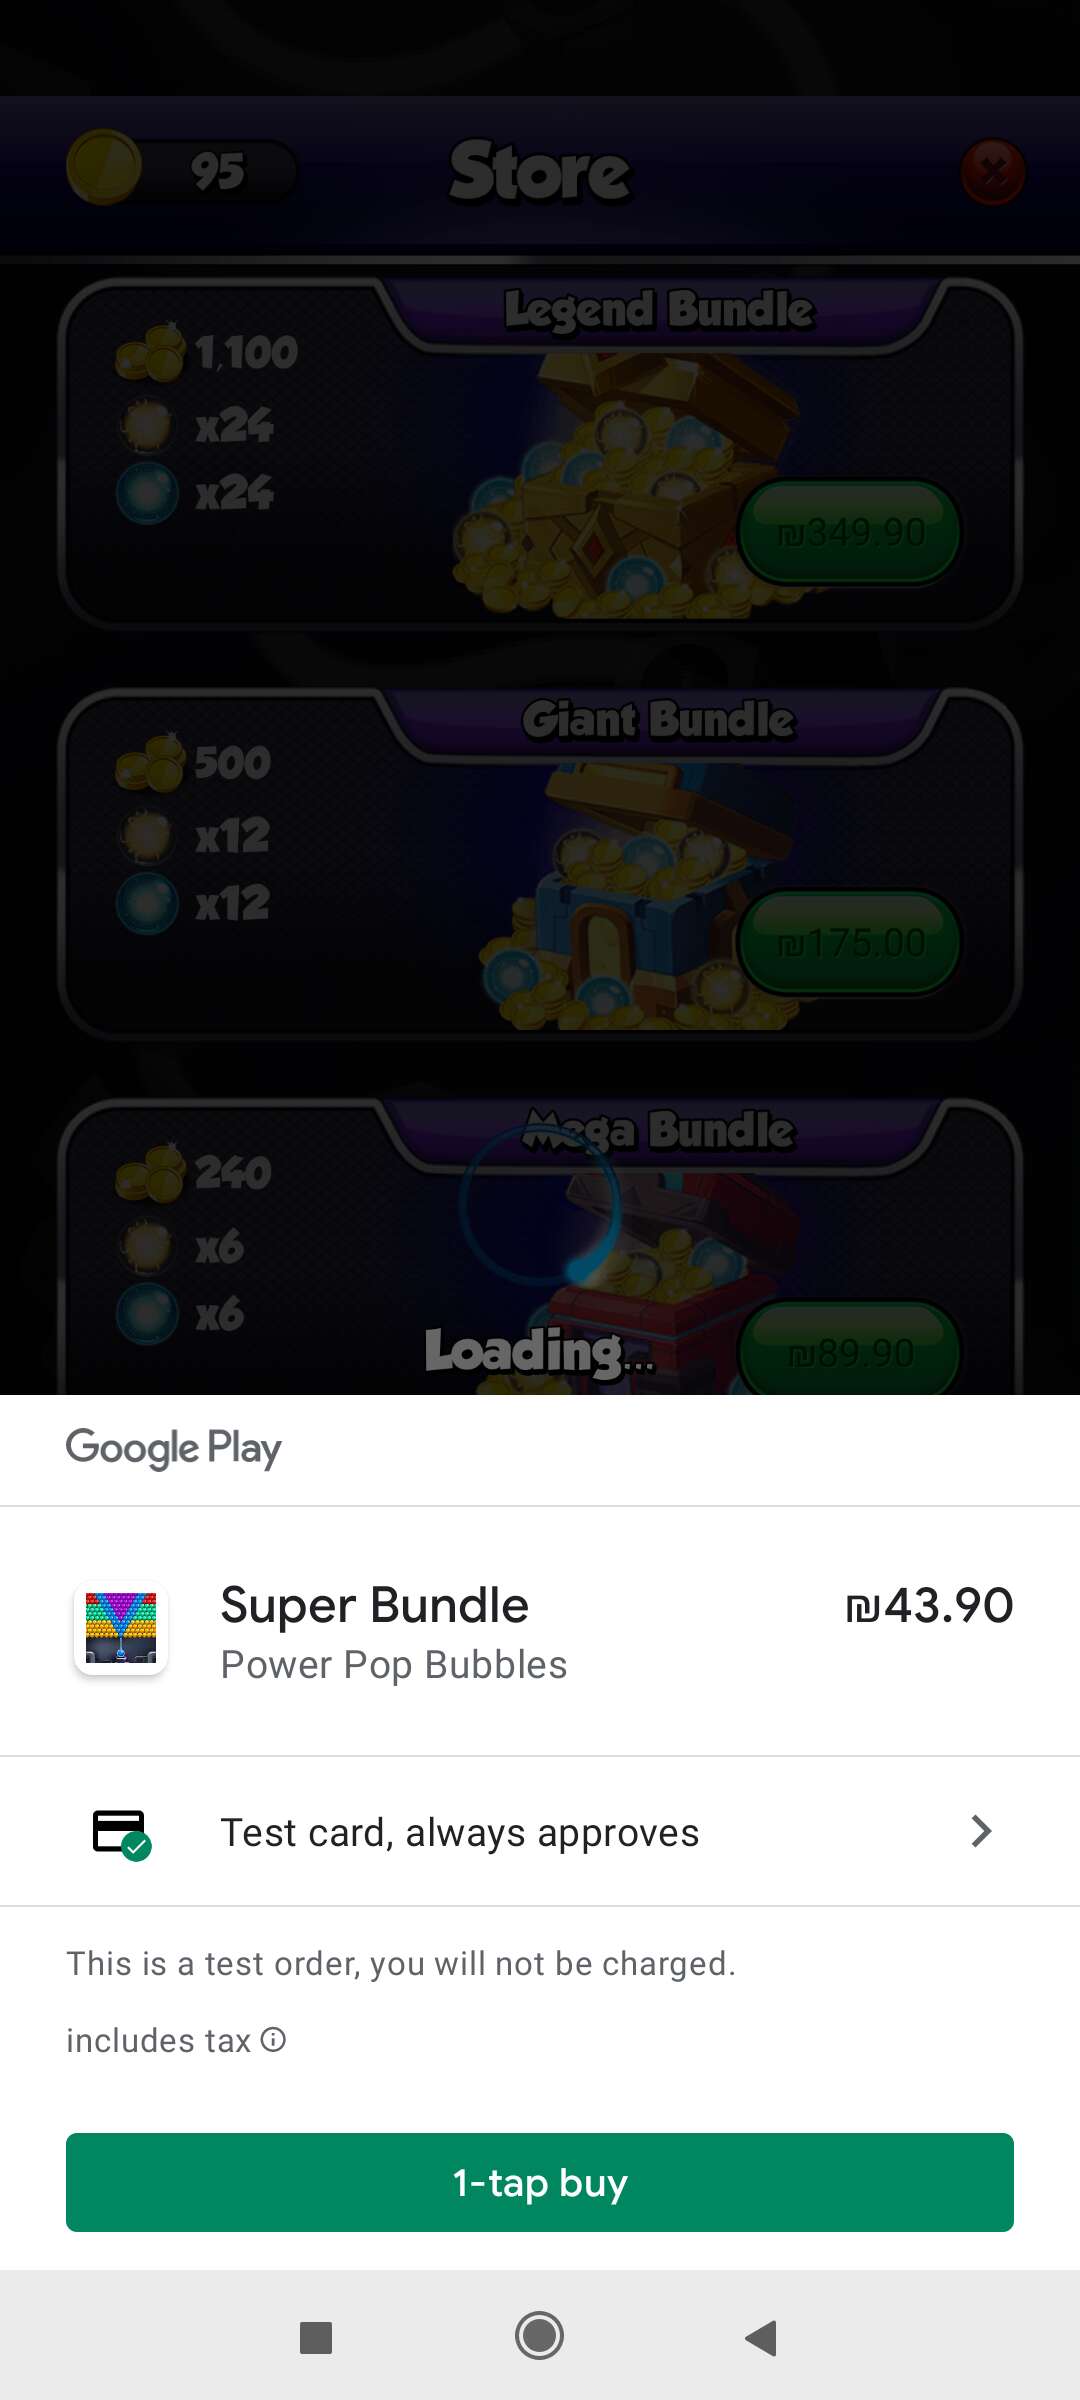 95
Store
Legend Bundle
1,100
x24
x24
₪349.90
Giant Bundle
500
x12
x12
₪175.00
Mega Bundle
240
x6
x6
₪89.90
Loading...
Google Play
Super Bundle
₪43.90
Power Pop Bubbles
Test card, always approves
This is a test order, you will not be charged.
includes tax
1-tap buy